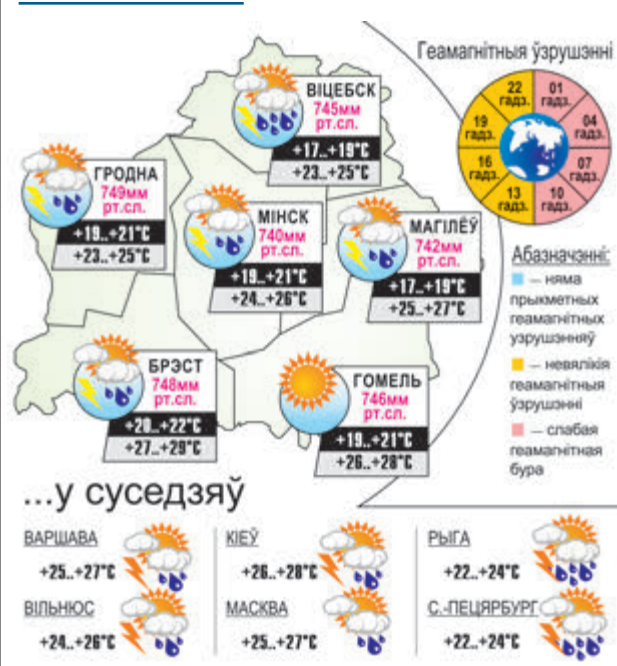 Геамагнітныя ўзрушэнні
22 гадз.
01 гадз.
19 гадз.
04 гадз.
16 гадз.
07 гадз.
13 гадз.
10 гадз.
ВІЦЕБСК
745мм
рт.сл.
+17..+19°C
+23..+25°C
ГРОДНА
749мм
рт.сл.
+19..+21°C
+23..+25°C
МІНСК
740мм
рт.сл.
+19..+21°C
+24..+26°C
МАГІЛЁЎ
742мм
рт.сл.
+17..+19°C
+25..+27°C
БРЭСТ
748мм
рт.сл.
+20..+22°C
+27..+29°C
ГОМЕЛЬ
746мм
рт.сл.
+19..+21°C
+26..+28°C
Абазначэнні:
— няма
прыкметных
геамагнітных
узрушэнняў
— невялікія
геамагнітныя
ўзрушэнні
— слабая
геамагнітная
бура
...у суседзяў
ВАРШАВА
+25..+27°C
КІЕЎ
+26..+28°C
РЫГА
+22..+24°C
ВІЛЬНЮС
+24..+26°C
МАСКВА
+25..+27°C
С.-ПЕЦЯРБУРГ
+22..+24°C